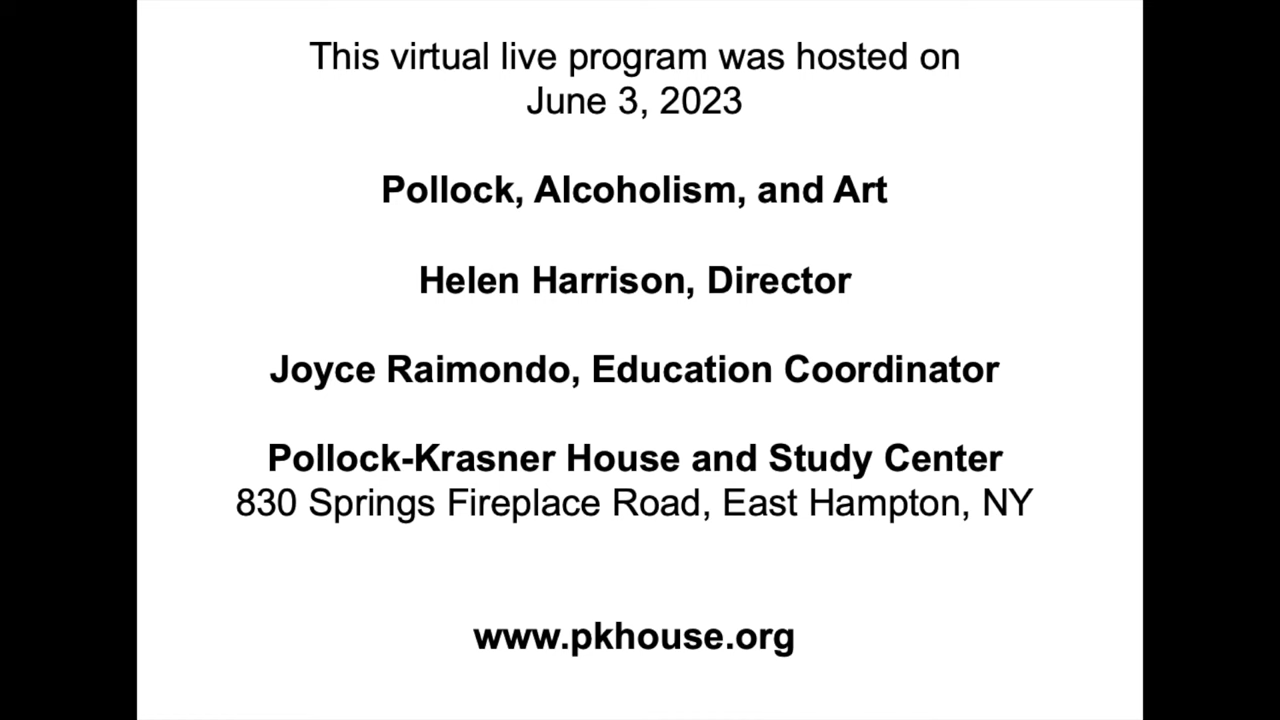 This virtual live program was hosted on
June 3, 2023
Pollock, Alcoholism, and Art
Helen Harrison, Director
Joyce Raimondo, Education Coordinator
Pollock-Krasner House and Study Center
830 Springs Fireplace Road, East Hampton, NY
www.pkhouse.org